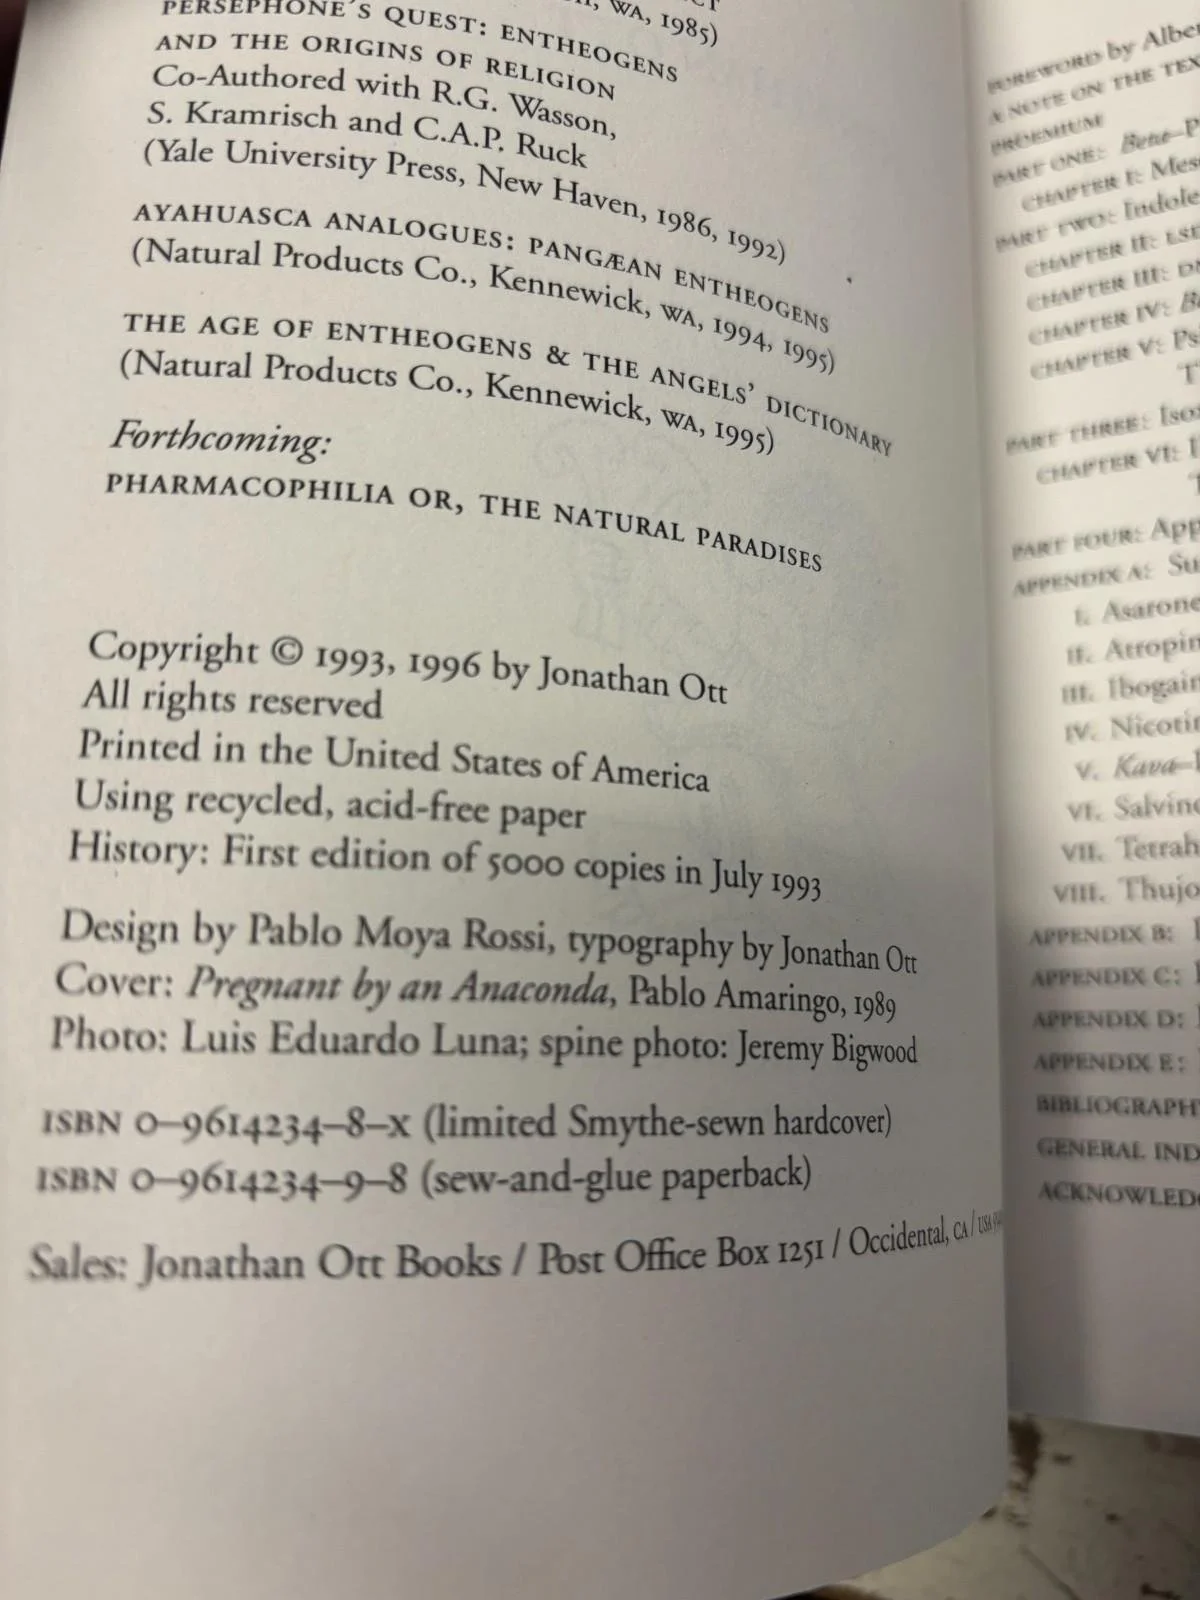 WA, 1985)
PERSEPHONE'S QUEST: ENTHEOGENS
AND THE ORIGINS OF RELIGION
Co-Authored with R.G. Wasson,
S. Kramrisch and C.A.P. Ruck
(Yale University Press, New Haven, 1986, 1992)
AYAHUASCA ANALOGUES: PANGÆAN ENTHEOGENS
(Natural Products Co., Kennewick, WA, 1994, 1995)
THE AGE OF ENTHEOGENS & THE ANGELS' DICTIONARY
(Natural Products Co., Kennewick, WA, 1995)
Forthcoming:
PHARMACOPHILIA OR, THE NATURAL PARADISES
Copyright © 1993, 1996 by Jonathan Ott
All rights reserved
Printed in the United States of America
Using recycled, acid-free paper
History: First edition of 5000 copies in July 1993
Design by Pablo Moya Rossi, typography by Jonathan Ott
Cover: Pregnant by an Anaconda, Pablo Amaringo, 1989
Photo: Luis Eduardo Luna; spine photo: Jeremy Bigwood
ISBN 0–9614234–8–X (limited Smythe-sewn hardcover)
ISBN 0–9614234–9–8 (sew-and-glue paperback)
Sales: Jonathan Ott Books / Post Office Box 1251 / Occidental, CA / USA
FOREWORD by Albe
A NOTE ON THE TEX
PROEMIUM
PART ONE: Bene–P
CHAPTER I: Mes
PART TWO: Indole
CHAPTER II: LSD
CHAPTER III: DM
CHAPTER IV: B
CHAPTER V: Ps
T
PART THREE: Iso
CHAPTER VI: I
T
PART FOUR: App
APPENDIX A: Su
I. Asarone
II. Atropin
III. Ibogain
IV. Nicotin
V. Kava–
VI. Salvino
VII. Tetrah
VIII. Thujo
APPENDIX B:
APPENDIX C:
APPENDIX D:
APPENDIX E:
BIBLIOGRAPH
GENERAL IND
ACKNOWLED